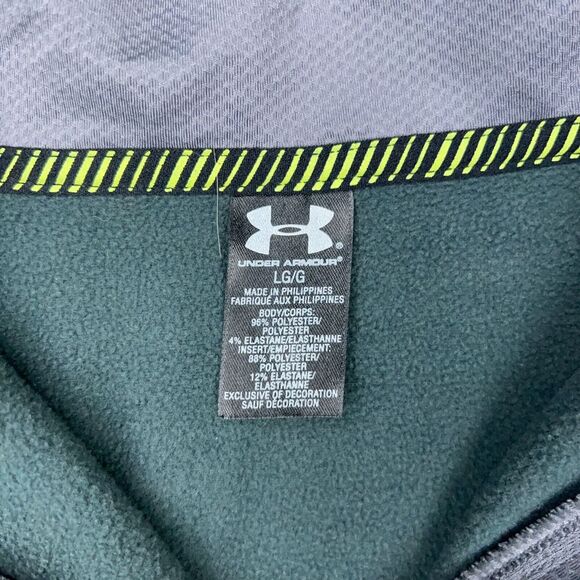 UNDER ARMOUR®
LG/G
MADE IN PHILIPPINES
FABRIQUÉ AUX PHILIPPINES
BODY/CORPS:
96% POLYESTER/
POLYESTER
4% ELASTANE/ELASTHANNE
INSERT/EMPIECEMENT:
88% POLYESTER/
POLYESTER
12% ELASTANE/
ELASTHANNE
EXCLUSIVE OF DECORATION
SAUF DÉCORATION